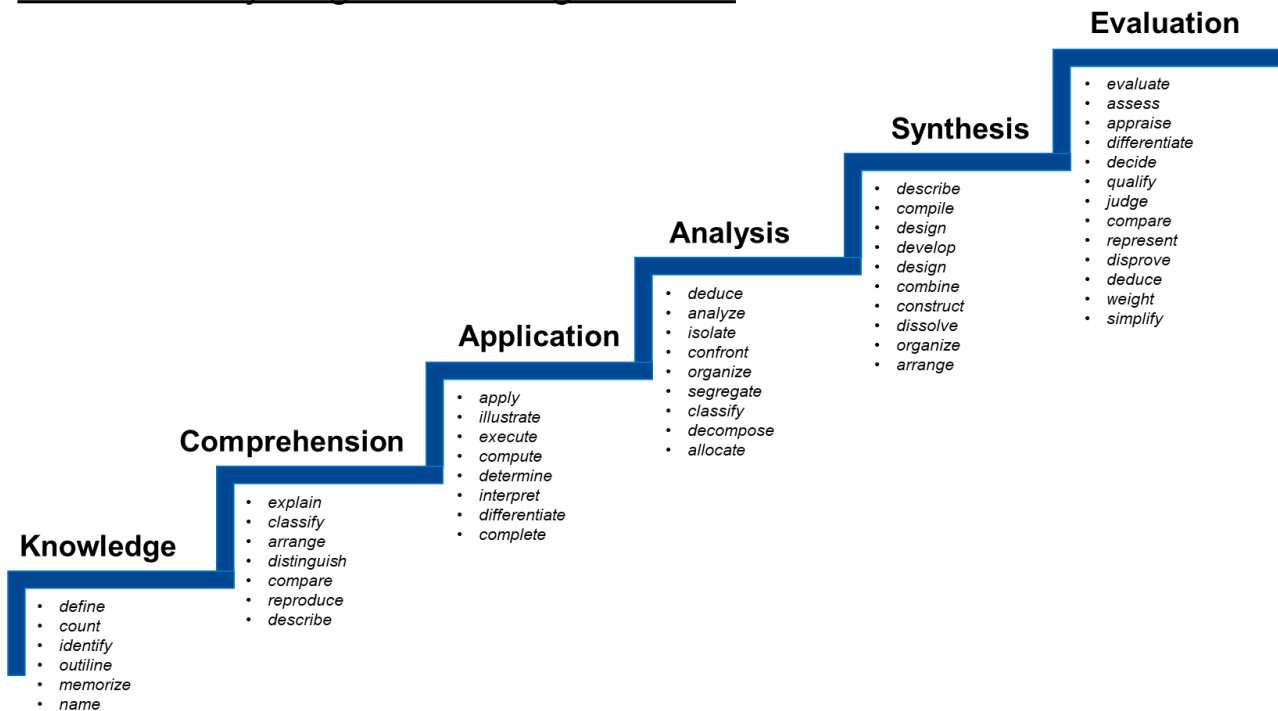 Knowledge
• define
• count
• identify
• outiline
• memorize
• name
Comprehension
• explain
• classify
• arrange
• distinguish
• compare
• reproduce
• describe
Application
• apply
• illustrate
• execute
• compute
• determine
• interpret
• differentiate
• complete
Analysis
• deduce
• analyze
• isolate
• confront
• organize
• segregate
• classify
• decompose
• allocate
Synthesis
• describe
• compile
• design
• develop
• design
• combine
• construct
• dissolve
• organize
• arrange
Evaluation
• evaluate
• assess
• appraise
• differentiate
• decide
• qualify
• judge
• compare
• represent
• disprove
• deduce
• weight
• simplify